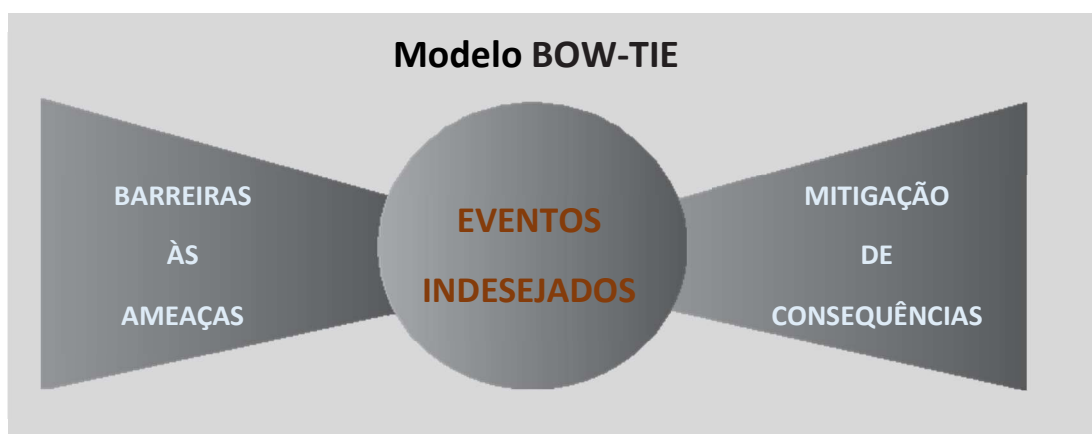 Modelo BOW-TIE
BARREIRAS
ÀS
AMEAÇAS
EVENTOS
INDESEJADOS
MITIGAÇÃO
DE
CONSEQUÊNCIAS